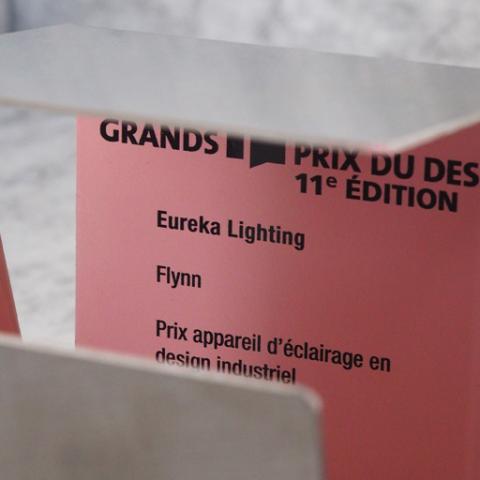 GRANDS PRIX DU DES
11e ÉDITION
Eureka Lighting
Flynn
Prix appareil d'éclairage en
design industriel